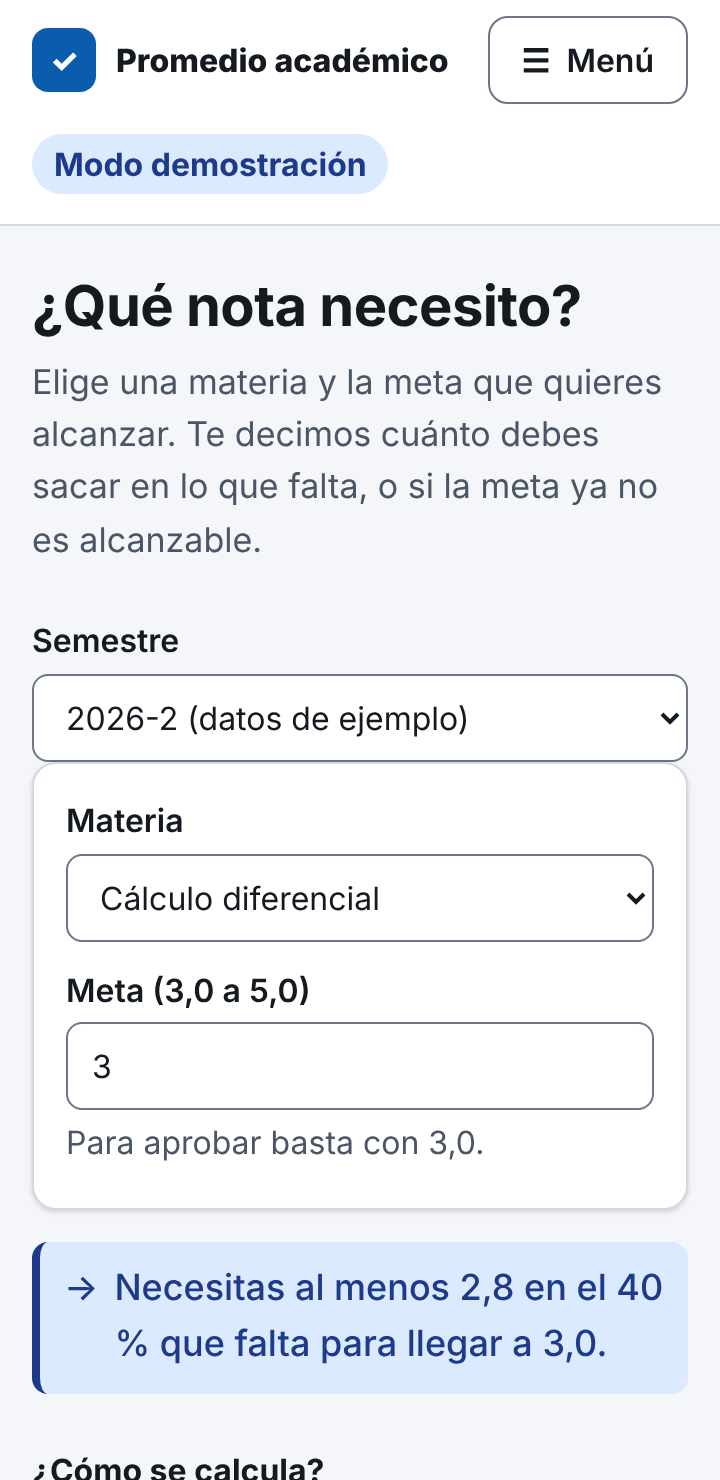 Promedio académico
☰ Menú
Modo demostración
¿Qué nota necesito?
Elige una materia y la meta que quieres
alcanzar. Te decimos cuánto debes
sacar en lo que falta, o si la meta ya no
es alcanzable.
Semestre
2026-2 (datos de ejemplo)
Materia
Cálculo diferencial
Meta (3,0 a 5,0)
3
Para aprobar basta con 3,0.
→ Necesitas al menos 2,8 en el 40
% que falta para llegar a 3,0.
¿Cómo se calcula?